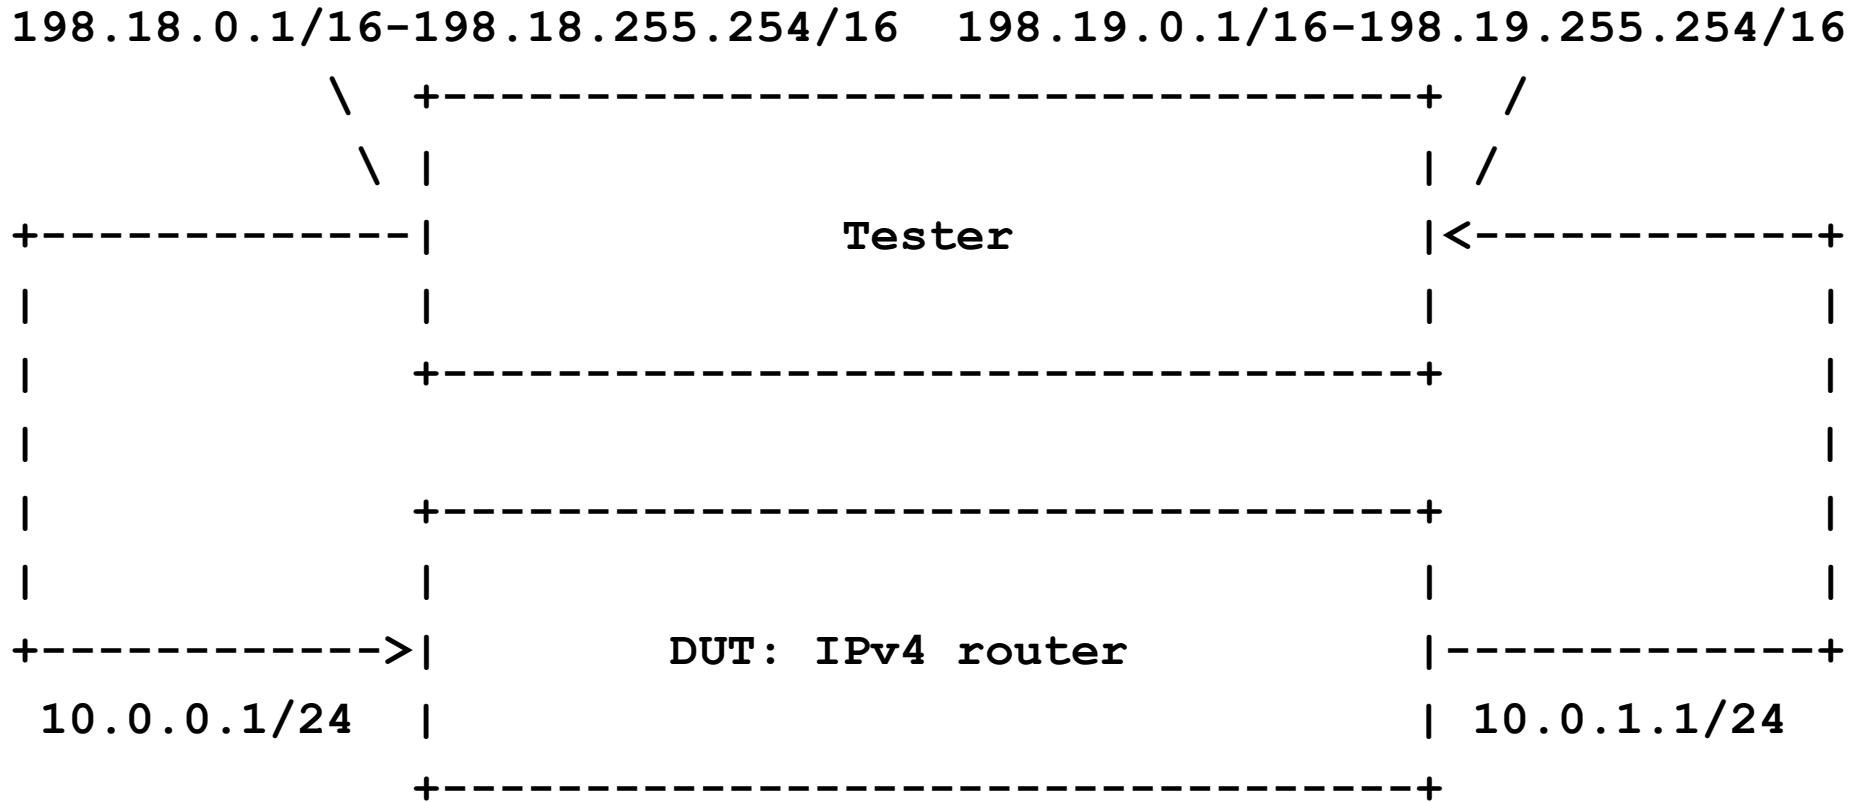 198.18.0.1/16-198.18.255.254/16  198.19.0.1/16-198.19.255.254/16
           \  +----------------------------------+  /
            \ |                                  | /
+-------------|              Tester              |<------------+
|             |                                  |             |
|             +----------------------------------+             |
|                                                              |
|             +----------------------------------+             |
|             |                                  |             |
+------------>|        DUT: IPv4 router          |-------------+
 10.0.0.1/24  |                                  | 10.0.1.1/24
              +----------------------------------+